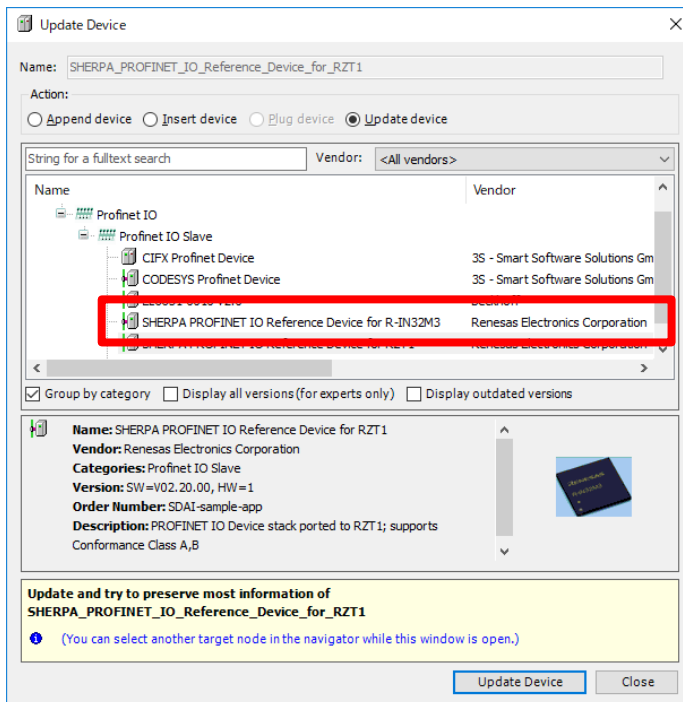 Update Device
Name: SHERPA_PROFINET_IO_Reference_Device_for_RZT1
Action:
Append device Insert device Plug device Update device
String for a fulltext search Vendor: <All vendors>
Name Vendor
Profinet IO
Profinet IO Slave
CIFX Profinet Device 3S - Smart Software Solutions Gm
CODESYS Profinet Device 3S - Smart Software Solutions Gm
SHERPA PROFINET IO Reference Device for R-IN32M3 Renesas Electronics Corporation
Group by category Display all versions (for experts only) Display outdated versions
Name: SHERPA PROFINET IO Reference Device for RZT1
Vendor: Renesas Electronics Corporation
Categories: Profinet IO Slave
Version: SW=V02.20.00, HW=1
Order Number: SDAI-sample-app
Description: PROFINET IO Device stack ported to RZT1; supports
Conformance Class A,B
Update and try to preserve most information of
SHERPA_PROFINET_IO_Reference_Device_for_RZT1
(You can select another target node in the navigator while this window is open.)
Update Device Close